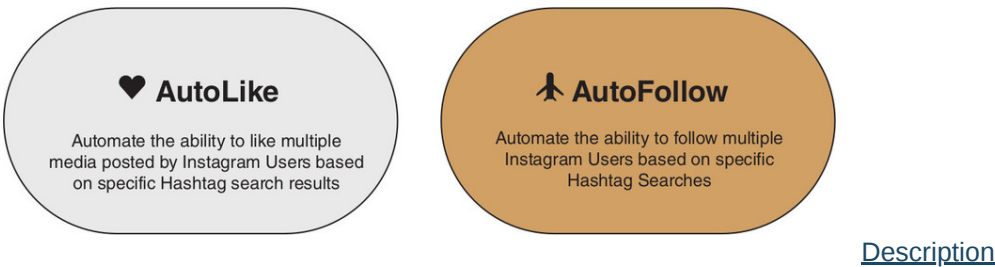 AutoLike
Automate the ability to like multiple
media posted by Instagram Users based
on specific Hashtag search results
AutoFollow
Automate the ability to follow multiple
Instagram Users based on specific
Hashtag Searches
Description